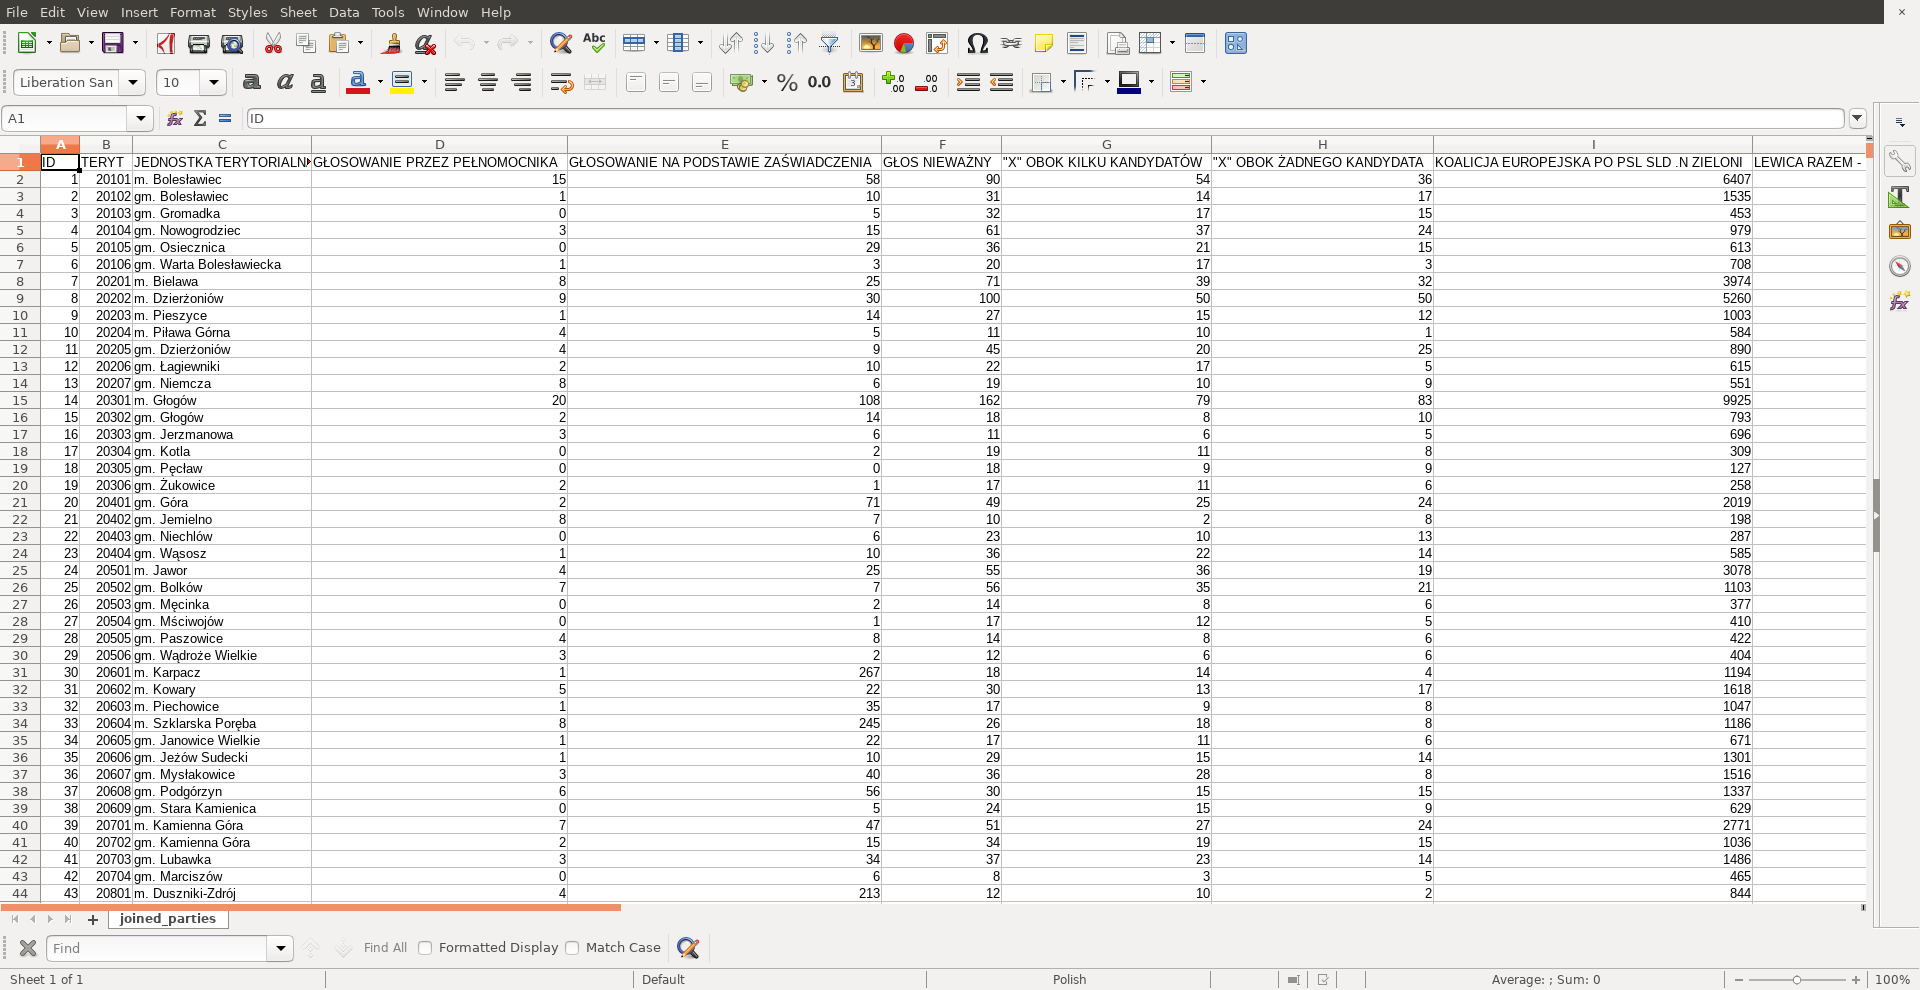 File Edit View Insert Format Styles Sheet Data Tools Window Help
Liberation San 10
A1 ID
A B C D E F G H I
1 ID TERYT JEDNOSTKA TERYTORIALN GŁOSOWANIE PRZEZ PEŁNOMOCNIKA GŁOSOWANIE NA PODSTAWIE ZAŚWIADCZENIA GŁOS NIEWAŻNY "X" OBOK KILKU KANDYDATÓW "X" OBOK ŻADNEGO KANDYDATA KOALICJA EUROPEJSKA PO PSL SLD .N ZIELONI LEWICA RAZEM -
2 1 20101 m. Bolesławiec 15 58 90 54 36 6407
3 2 20102 gm. Bolesławiec 1 10 31 14 17 1535
4 3 20103 gm. Gromadka 0 5 32 17 15 453
5 4 20104 gm. Nowogrodziec 3 15 61 37 24 979
6 5 20105 gm. Osiecznica 0 29 36 21 15 613
7 6 20106 gm. Warta Bolesławiecka 1 3 20 17 3 708
8 7 20201 m. Bielawa 8 25 71 39 32 3974
9 8 20202 m. Dzierżoniów 9 30 100 50 50 5260
10 9 20203 m. Pieszyce 1 14 27 15 12 1003
11 10 20204 m. Piława Górna 4 5 11 10 1 584
12 11 20205 gm. Dzierżoniów 4 9 45 20 25 890
13 12 20206 gm. Łagiewniki 2 10 22 17 5 615
14 13 20207 gm. Niemcza 8 6 19 10 9 551
15 14 20301 m. Głogów 20 108 162 79 83 9925
16 15 20302 gm. Głogów 2 14 18 8 10 793
17 16 20303 gm. Jerzmanowa 3 6 11 6 5 696
18 17 20304 gm. Kotla 0 2 19 11 8 309
19 18 20305 gm. Pęcław 0 0 18 9 9 127
20 19 20306 gm. Żukowice 2 1 17 11 6 258
21 20 20401 gm. Góra 2 71 49 25 24 2019
22 21 20402 gm. Jemielno 8 7 10 2 8 198
23 22 20403 gm. Niechlów 0 6 23 10 13 287
24 23 20404 gm. Wąsosz 1 10 36 22 14 585
25 24 20501 m. Jawor 4 25 55 36 19 3078
26 25 20502 gm. Bolków 7 7 56 35 21 1103
27 26 20503 gm. Męcinka 0 2 14 8 6 377
28 27 20504 gm. Mściwojów 0 1 17 12 5 410
29 28 20505 gm. Paszowice 4 8 14 8 6 422
30 29 20506 gm. Wądroże Wielkie 3 2 12 6 6 404
31 30 20601 m. Karpacz 1 267 18 14 4 1194
32 31 20602 m. Kowary 5 22 30 13 17 1618
33 32 20603 m. Piechowice 1 35 17 9 8 1047
34 33 20604 m. Szklarska Poręba 8 245 26 18 8 1186
35 34 20605 gm. Janowice Wielkie 1 22 17 11 6 671
36 35 20606 gm. Jeżów Sudecki 1 10 29 15 14 1301
37 36 20607 gm. Mysłakowice 3 40 36 28 8 1516
38 37 20608 gm. Podgórzyn 6 56 30 15 15 1337
39 38 20609 gm. Stara Kamienica 0 5 24 15 9 629
40 39 20701 m. Kamienna Góra 7 47 51 27 24 2771
41 40 20702 gm. Kamienna Góra 2 15 34 19 15 1036
42 41 20703 gm. Lubawka 3 34 37 23 14 1486
43 42 20704 gm. Marciszów 0 6 8 3 5 465
44 43 20801 m. Duszniki-Zdrój 4 213 12 10 2 844
joined_parties
Find Find All Formatted Display Match Case
Sheet 1 of 1 Default Polish Average: ; Sum: 0 100%